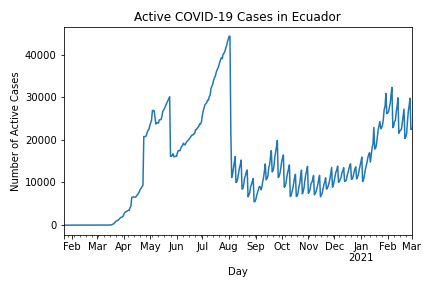 Active COVID-19 Cases in Ecuador
Number of Active Cases
40000
30000
20000
10000
0
Feb Mar Apr May Jun Jul Aug Sep Oct Nov Dec Jan Feb Mar
2021
Day